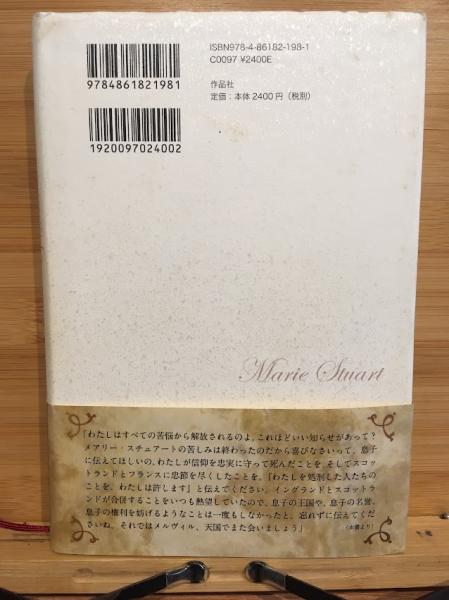 ISBN978-4-86182-198-1
C0097 ¥2400E
9784861821981
作品社
定価:本体2400円(税別)
1920097024002
Marie Stuart
「わたしはすべての苦悩から解放されるのよ。これほどいい知らせがあって?
メアリー・スチュアートの苦しみは終わったのだから喜びなさいって、息子
に伝えてほしいの。わたしが信仰を忠実に守って死んだことを、そしてスコッ
トランドとフランスに忠節を尽くしたことを。『わたしを処刑した人たちの
ことを、わたしは許します』と伝えてください。イングランドとスコットラ
ンドが合併することをいつも熱望していたので、息子の王国や、息子の名誉、
息子の権利を妨げるようなことは一度もしなかったと、忘れずに伝えてくだ
さいね。それではメルヴィル、天国でまた会いましょう」
(本書より)